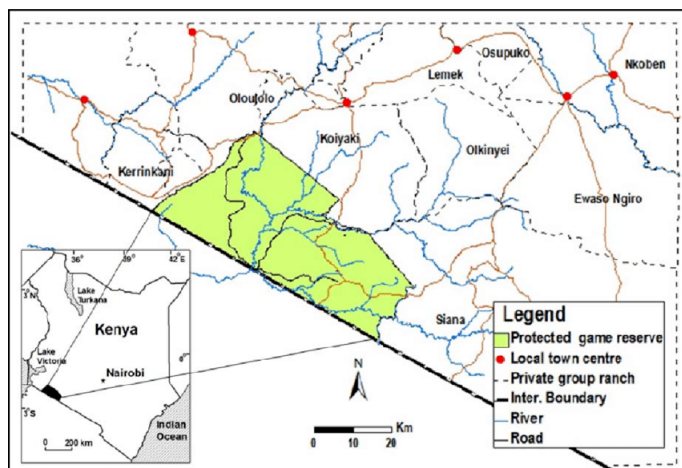 Osupuko
Nkoben
Lemek
Oloujolo
Koiyaki
Olkinyei
Kerrinkani
Ewaso Ngiro
Siana
36°E
39°E
42°E
3°N
Lake
Turkana
Kenya
Lake
Victoria
0°
Nairobi
3°S
Indian
Ocean
0 200 km
N
Km
0 10 20
Legend
Protected game reserve
Local town centre
Private group ranch
Inter. Boundary
River
Road